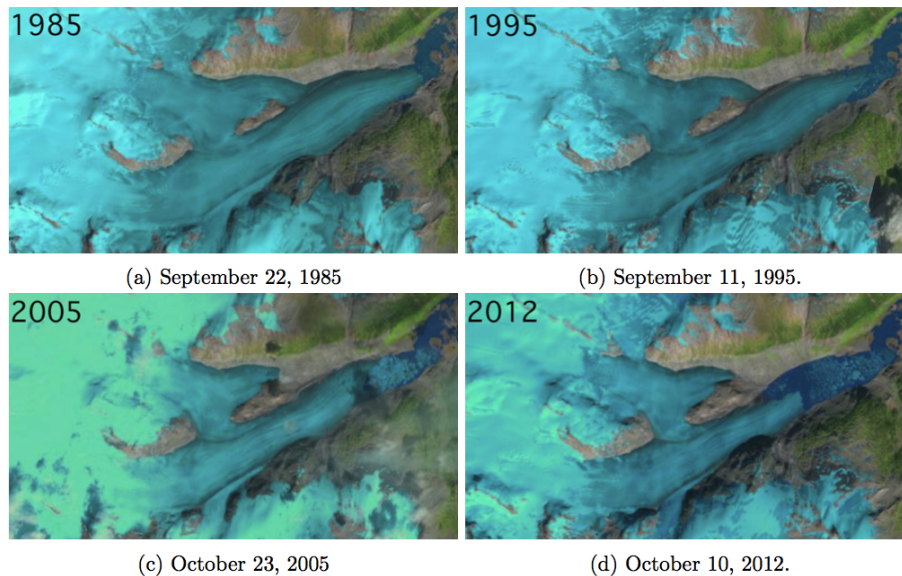 1985
1995
(a) September 22, 1985
(b) September 11, 1995.
2005
2012
(c) October 23, 2005
(d) October 10, 2012.